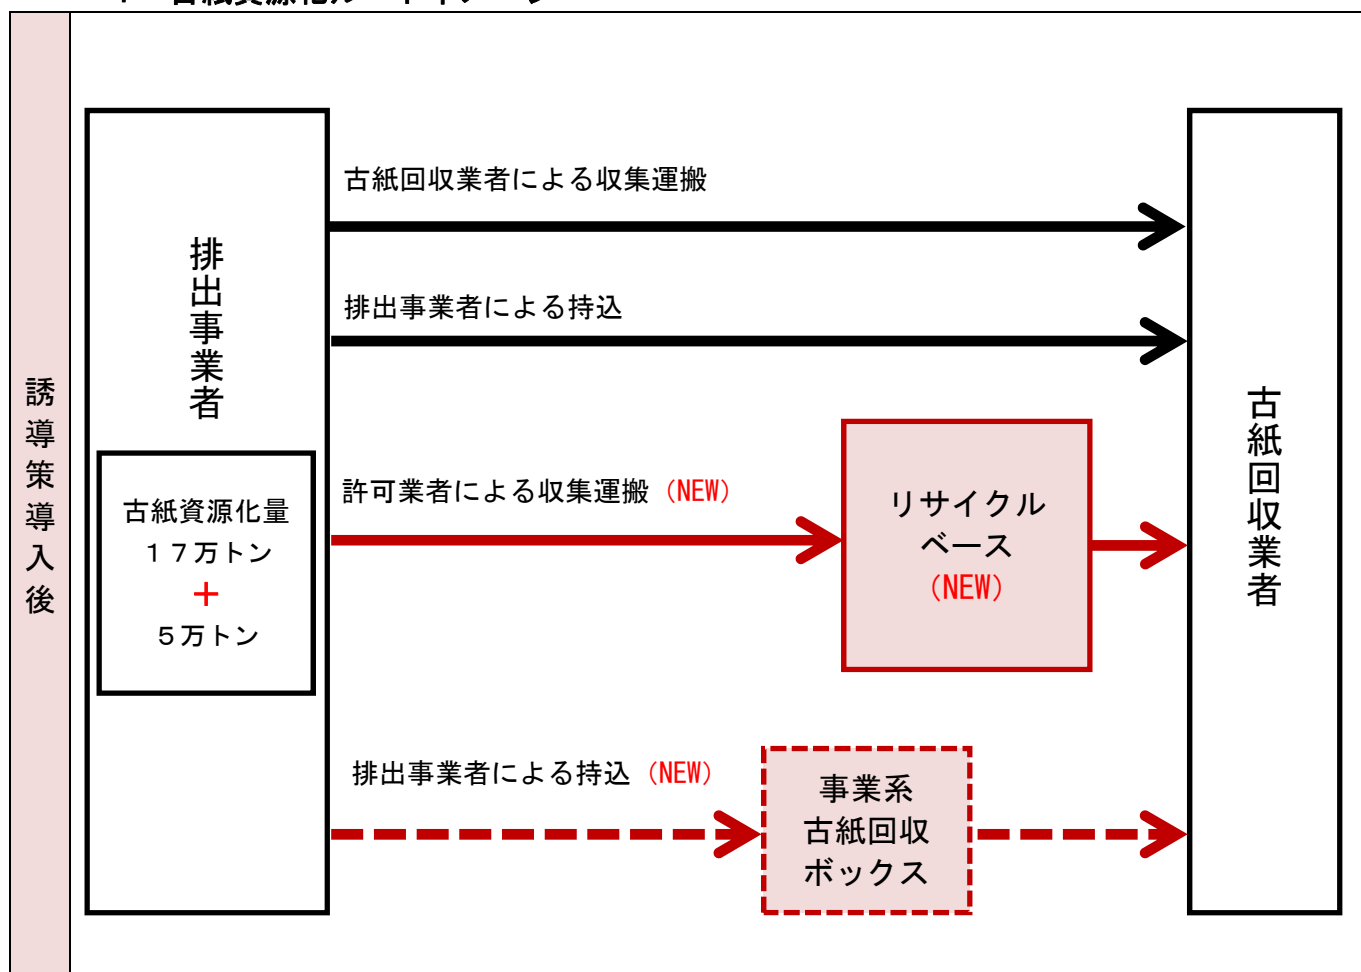 誘導策導入後
排出事業者
古紙資源化量
１７万トン
＋
５万トン
古紙回収業者による収集運搬
排出事業者による持込
許可業者による収集運搬（NEW）
リサイクル
ベース
（NEW）
排出事業者による持込（NEW）
事業系
古紙回収
ボックス
古紙回収業者